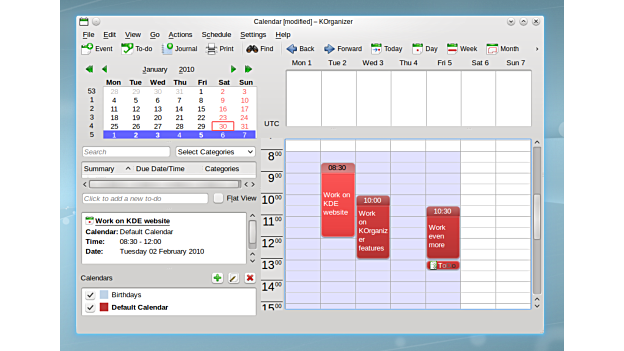 Calendar [modified] – KOrganizer
File Edit View Go Actions Schedule Settings Help
Event To-do Journal Print Find Back Forward Today Day Week Month
January 2010
Mon Tue Wed Thu Fri Sat Sun
53 28 29 30 31 1 2 3
1 4 5 6 7 8 9 10
2 11 12 13 14 15 16 17
3 18 19 20 21 22 23 24
4 25 26 27 28 29 30 31
5 1 2 3 4 5 6 7
Search Select Categories
Summary Due Date/Time Categories
Click to add a new to-do Flat View
Work on KDE website
Calendar: Default Calendar
Time: 08:30 - 12:00
Date: Tuesday 02 February 2010
Calendars
Birthdays
Default Calendar
Mon 1 Tue 2 Wed 3 Thu 4 Fri 5 Sat 6 Sun 7
UTC
8:00
9:00
10:00
11:00
12:00
13:00
14:00
15:00
08:30
Work on
KDE
website
10:00
Work
on
KOrganiz
er
features
10:30
Work
even
more